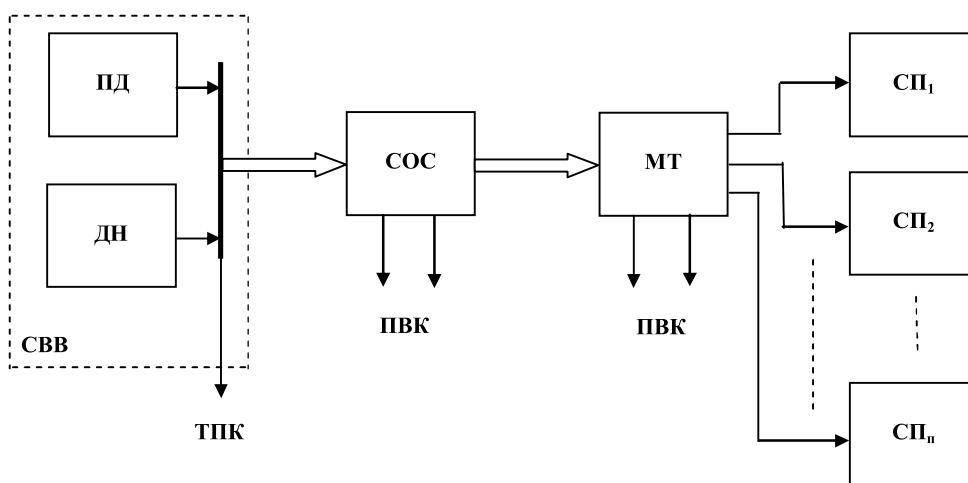 ПД
СП₁
СОС
МТ
ДН
СП₂
ПВК
ПВК
СВВ
ТПК
СПп